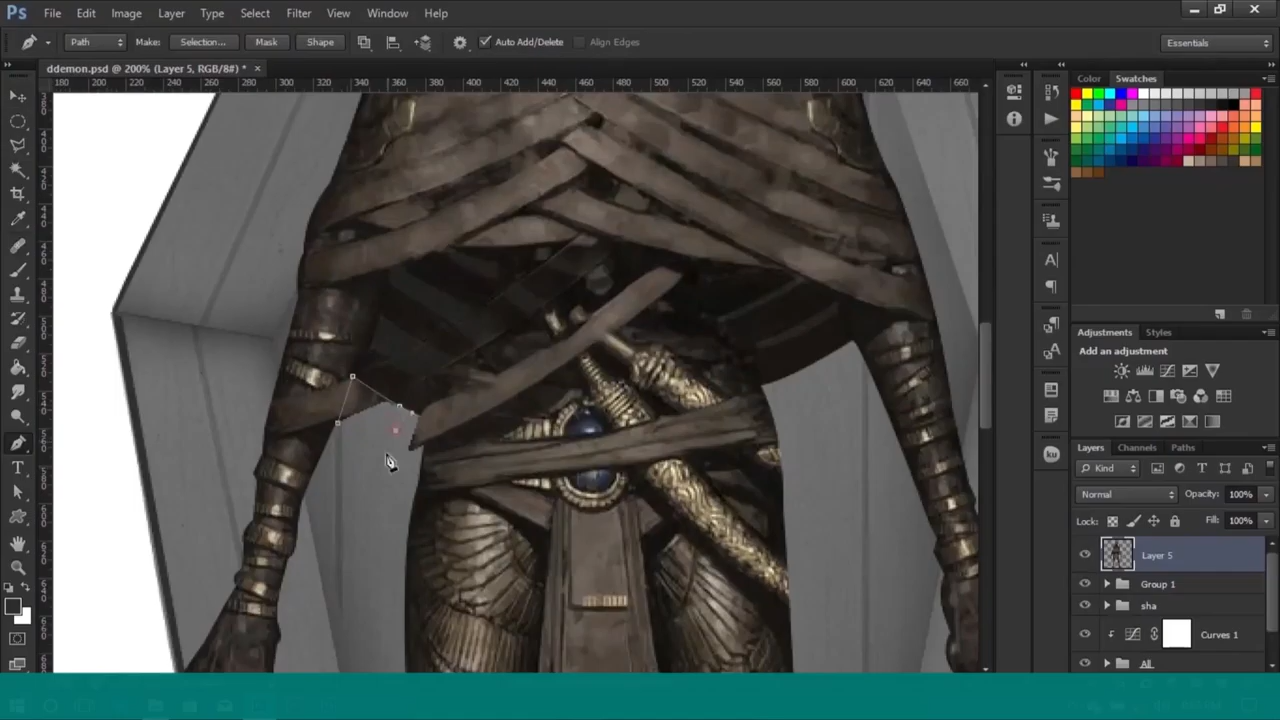 Ps File Edit Image Layer Type Select Filter View Window Help
Path Make: Selection... Mask Shape Auto Add/Delete Align Edges Essentials
ddemon.psd @ 200% (Layer 5, RGB/8#) * ×
180 200 220 240 260 280 300 320 340 360 380 400 420 440 460 480 500 520 540 560 580 600 620 640 660
Color Swatches
Adjustments Styles
Add an adjustment
Layers Channels Paths
Kind
Normal Opacity: 100%
Lock: Fill: 100%
Layer 5
Group 1
sha
Curves 1
All